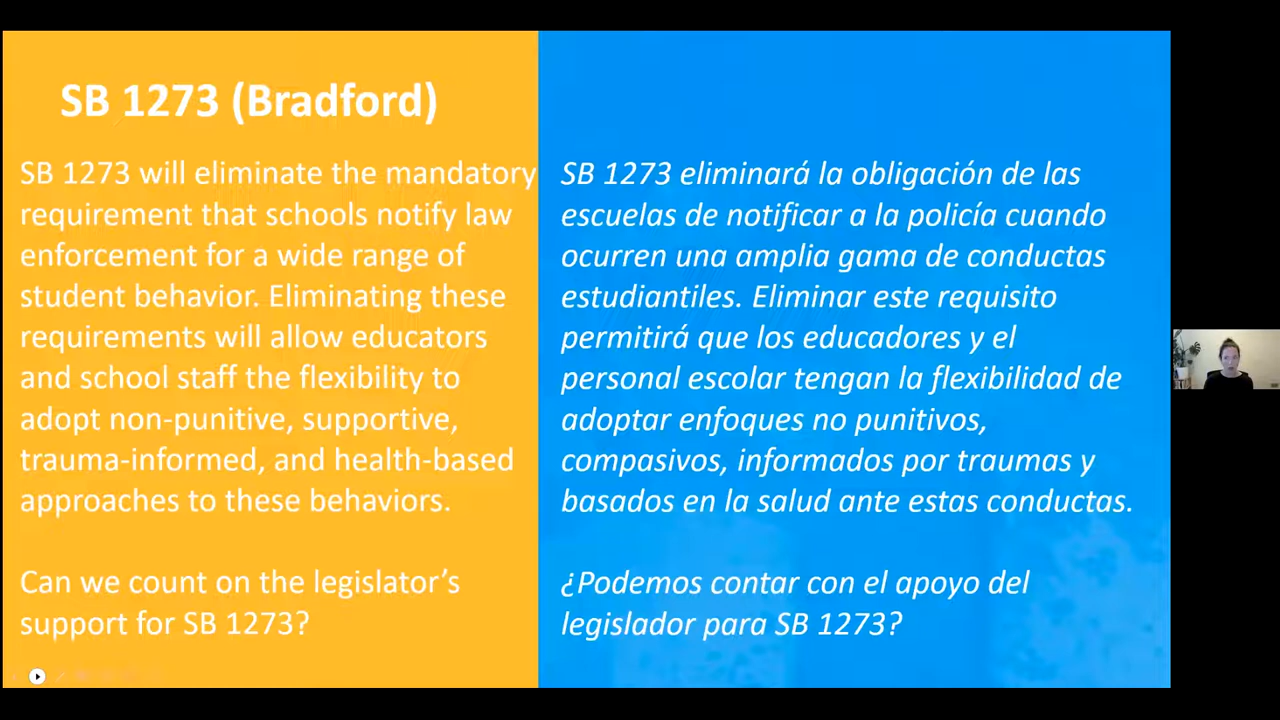 SB 1273 (Bradford)
SB 1273 will eliminate the mandatory
requirement that schools notify law
enforcement for a wide range of
student behavior. Eliminating these
requirements will allow educators
and school staff the flexibility to
adopt non-punitive, supportive,
trauma-informed, and health-based
approaches to these behaviors.
Can we count on the legislator’s
support for SB 1273?
SB 1273 eliminará la obligación de las
escuelas de notificar a la policía cuando
ocurren una amplia gama de conductas
estudiantiles. Eliminar este requisito
permitirá que los educadores y el
personal escolar tengan la flexibilidad de
adoptar enfoques no punitivos,
compasivos, informados por traumas y
basados en la salud ante estas conductas.
¿Podemos contar con el apoyo del
legislador para SB 1273?